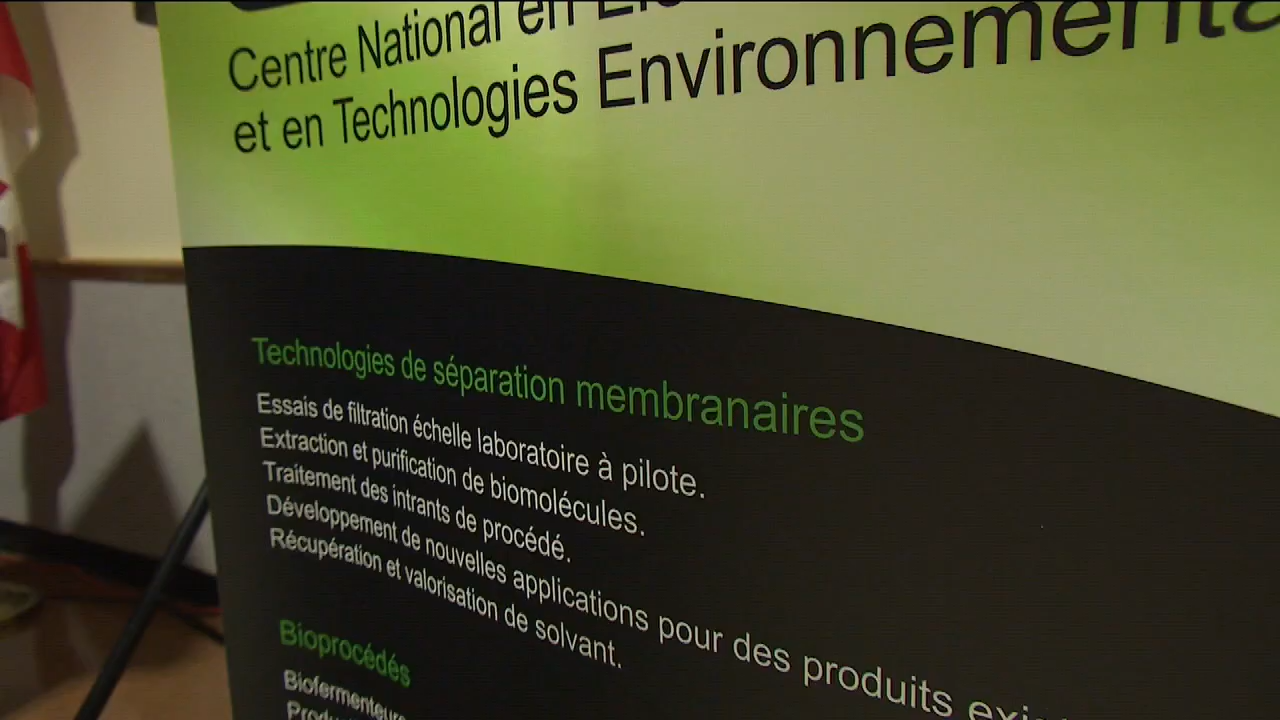 Centre National en
et en Technologies Environnementa
Technologies de séparation membranaires
Essais de filtration échelle laboratoire à pilote.
Extraction et purification de biomolécules.
Traitement des intrants de procédé.
Développement de nouvelles applications pour des produits exi
Récupération et valorisation de solvant.
Bioprocédés
Biofermenteurs